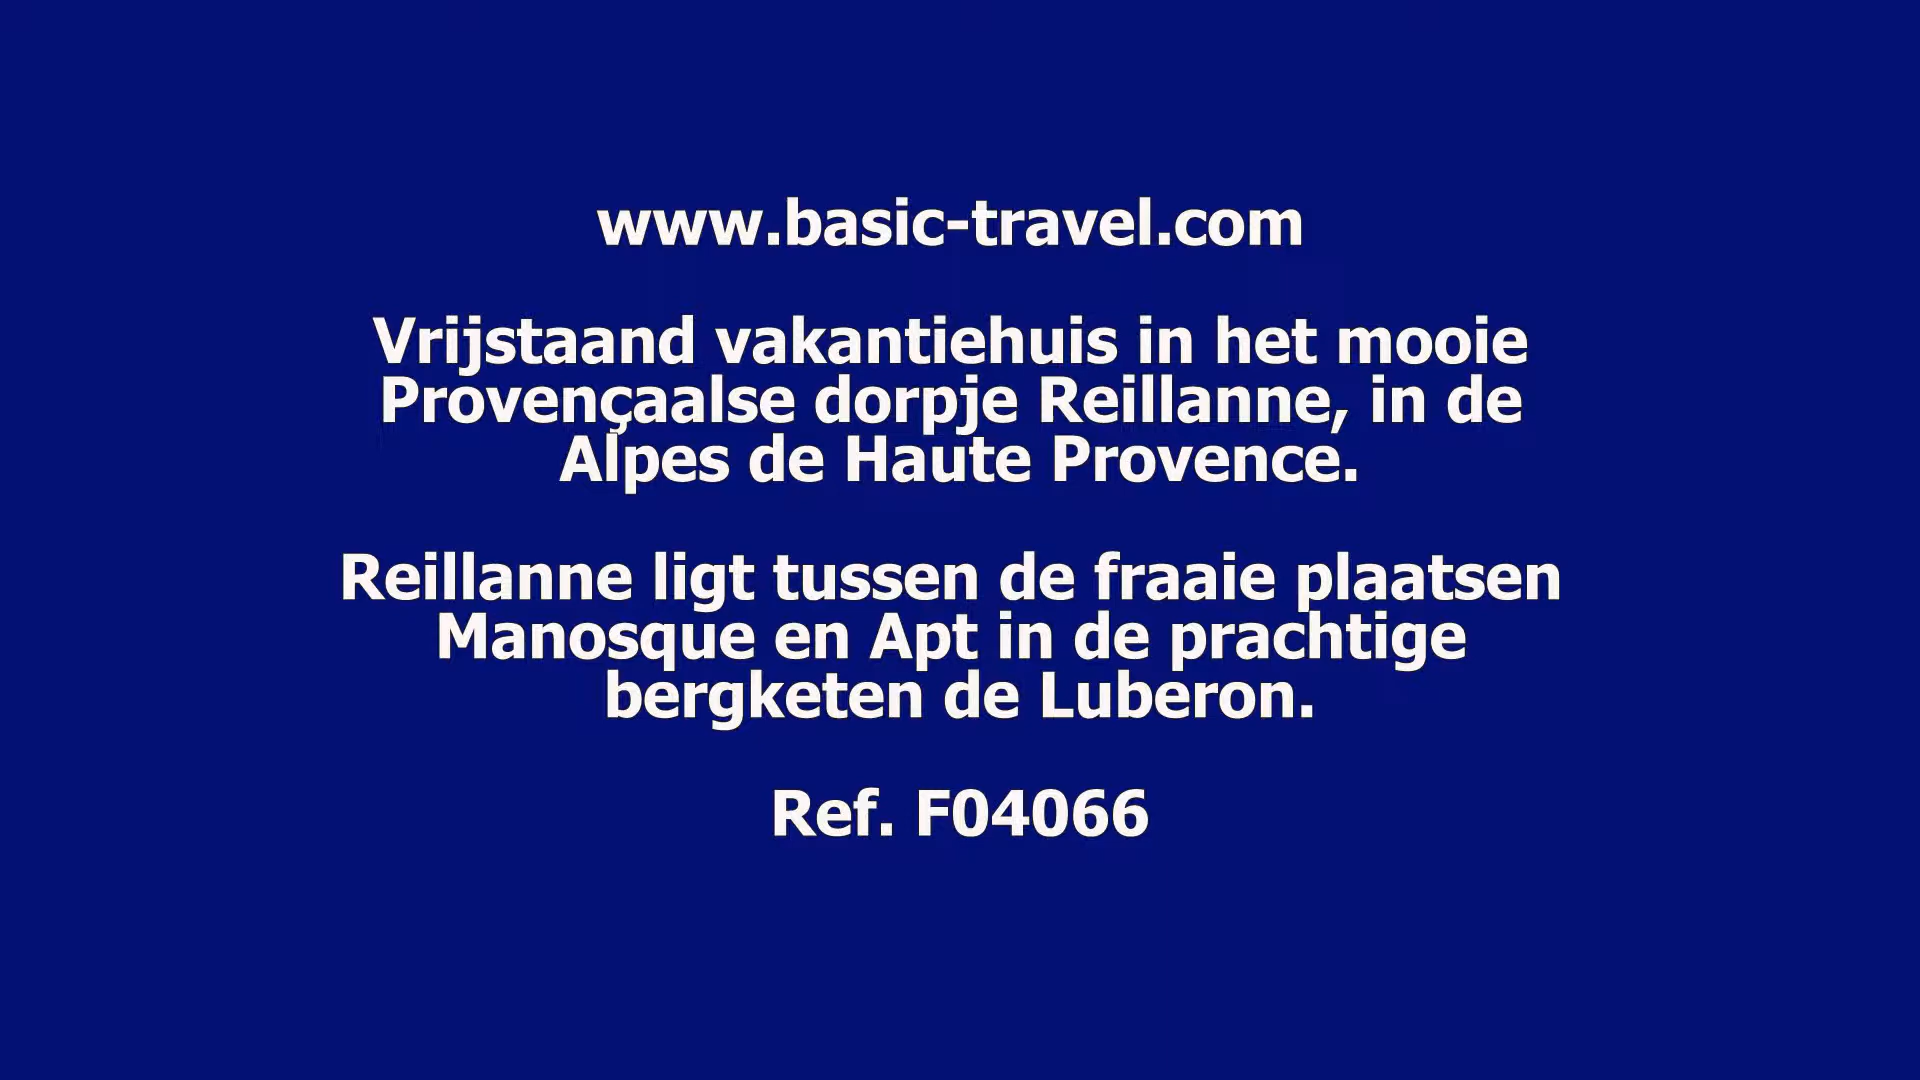 www.basic-travel.com
Vrijstaand vakantiehuis in het mooie
Provençaalse dorpje Reillanne, in de
Alpes de Haute Provence.
Reillanne ligt tussen de fraaie plaatsen
Manosque en Apt in de prachtige
bergketen de Luberon.
Ref. F04066